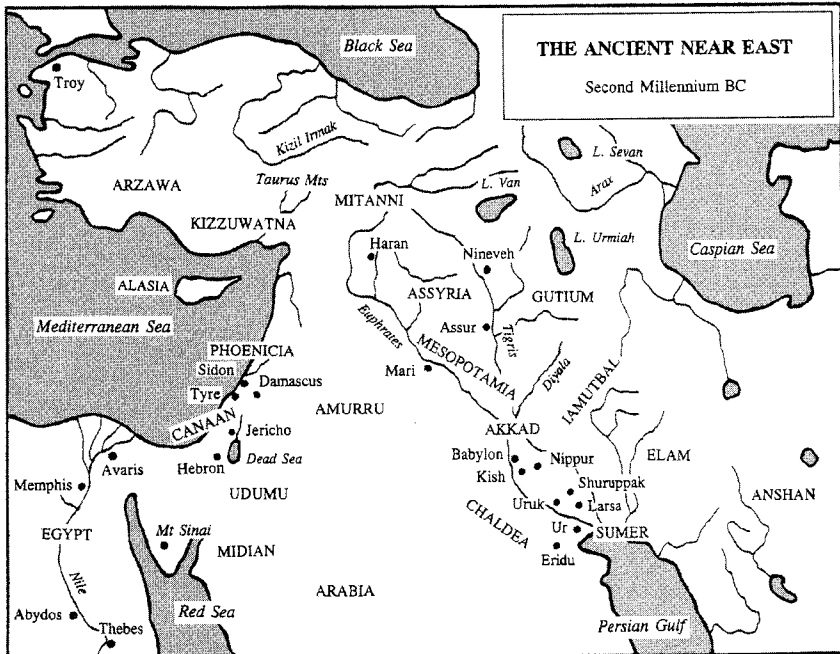 Black Sea
THE ANCIENT NEAR EAST
Second Millennium BC
Troy
Kizil Irmak
L. Sevan
Arax
ARZAWA
Taurus Mts
MITANNI
L. Van
KIZZUWATNA
L. Urmiah
Caspian Sea
Haran
Nineveh
ALASIA
ASSYRIA
GUTIUM
Mediterranean Sea
Euphrates
Assur
Tigris
PHOENICIA
MESOPOTAMIA
Sidon
Damascus
Mari
Diyala
IAMUTBAL
Tyre
AMURRU
CANAAN
AKKAD
Jericho
Babylon
Nippur
ELAM
Avaris
Hebron
Dead Sea
Kish
Memphis
Shuruppak
ANSHAN
UDUMU
Uruk
Larsa
EGYPT
Mt Sinai
CHALDEA
Ur
SUMER
MIDIAN
Eridu
Nile
ARABIA
Abydos
Red Sea
Persian Gulf
Thebes